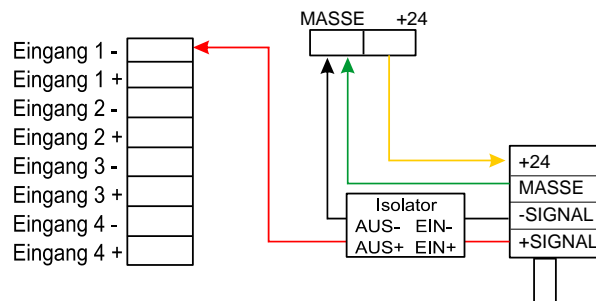 MASSE +24
Eingang 1 -
Eingang 1 +
Eingang 2 -
Eingang 2 +
Eingang 3 -
Eingang 3 +
Eingang 4 -
Eingang 4 +
Isolator
AUS- EIN-
AUS+ EIN+
+24
MASSE
-SIGNAL
+SIGNAL